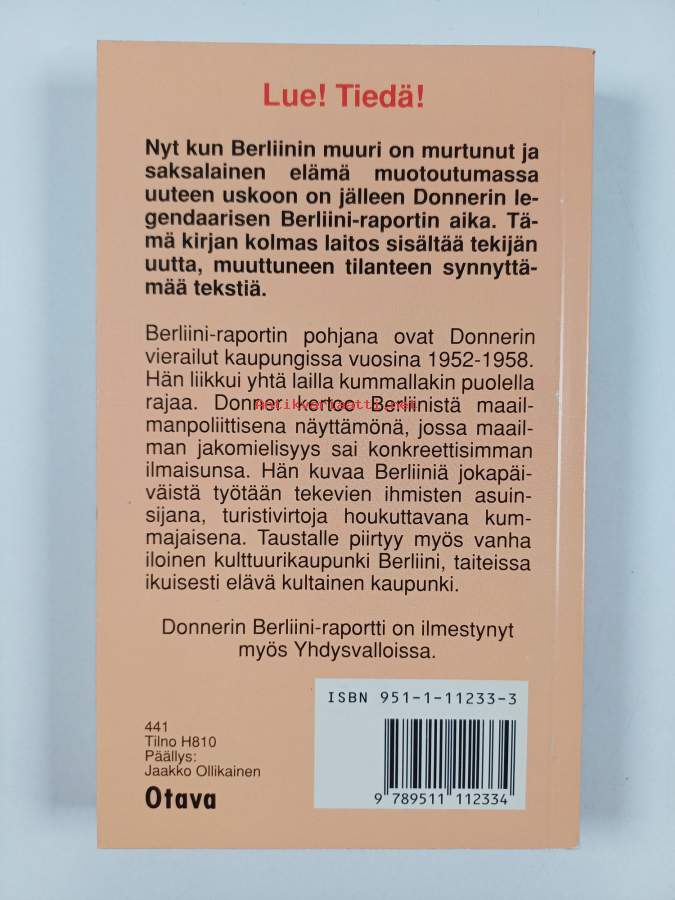 Lue! Tiedä!
Nyt kun Berliinin muuri on murtunut ja
saksalainen elämä muotoutumassa
uuteen uskoon on jälleen Donnerin le-
gendaarisen Berliini-raportin aika. Tä-
mä kirjan kolmas laitos sisältää tekijän
uutta, muuttuneen tilanteen synnyttä-
mää tekstiä.
Berliini-raportin pohjana ovat Donnerin
vierailut kaupungissa vuosina 1952-1958.
Hän liikkui yhtä lailla kummallakin puolella
rajaa. Donner kertoo Berliinistä maail-
manpoliittisena näyttämönä, jossa maail-
man jakomielisyys sai konkreettisimman
ilmaisunsa. Hän kuvaa Berliiniä jokapäi-
väistä työtään tekevien ihmisten asuin-
sijana, turistivirtoja houkuttavana kum-
majaisena. Taustalle piirtyy myös vanha
iloinen kulttuurikaupunki Berliini, taiteissa
ikuisesti elävä kultainen kaupunki.
Donnerin Berliini-raportti on ilmestynyt
myös Yhdysvalloissa.
ISBN 951-1-11233-3
9 789511 112334
441
Tilno H810
Päällys:
Jaakko Ollikainen
Otava
Antikvariaatti.net